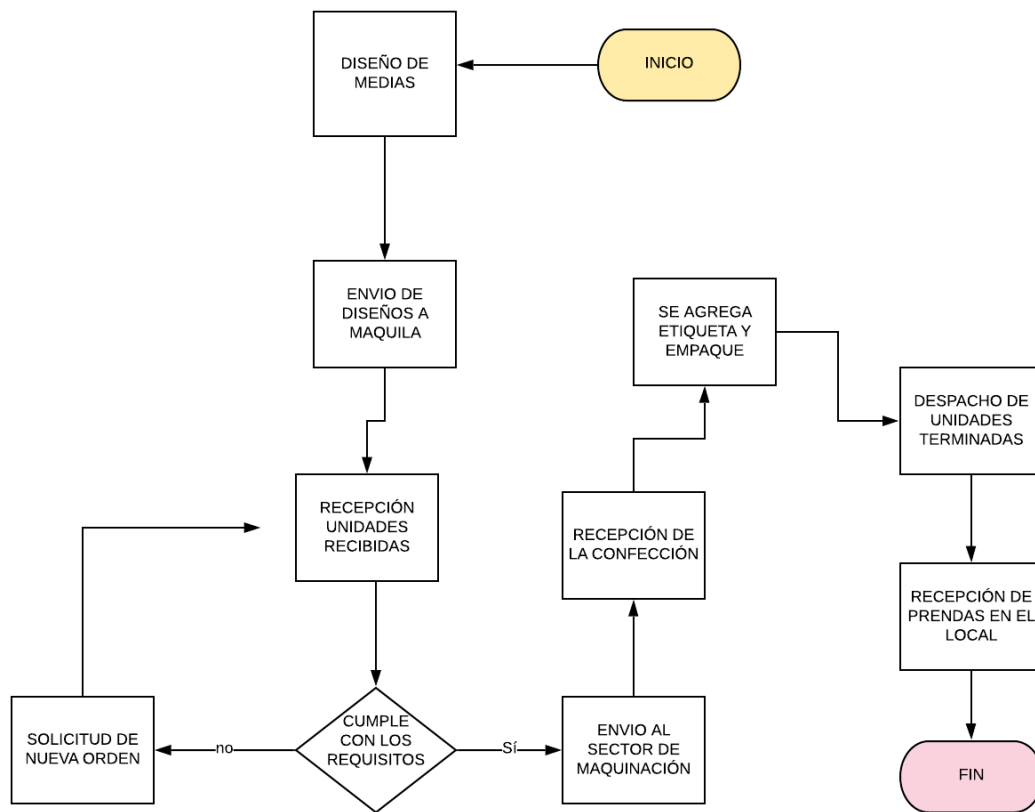 INICIO
DISEÑO DE
MEDIAS
ENVIO DE
DISEÑOS A
MAQUILA
RECEPCIÓN
UNIDADES
RECIBIDAS
CUMPLE
CON LOS
REQUISITOS
no
SOLICITUD DE
NUEVA ORDEN
Sí
ENVIO AL
SECTOR DE
MAQUINACIÓN
RECEPCIÓN DE
LA CONFECCIÓN
SE AGREGA
ETIQUETA Y
EMPAQUE
DESPACHO DE
UNIDADES
TERMINADAS
RECEPCIÓN DE
PRENDAS EN EL
LOCAL
FIN